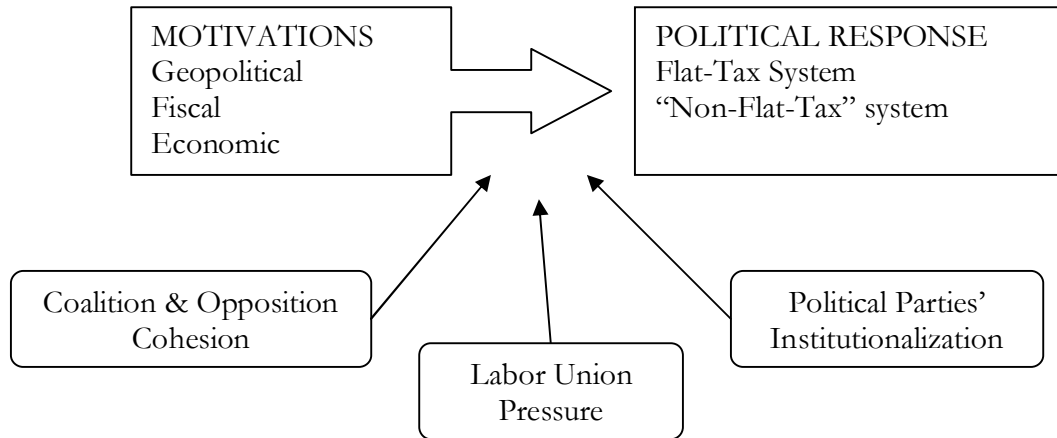 MOTIVATIONS
Geopolitical
Fiscal
Economic
POLITICAL RESPONSE
Flat-Tax System
“Non-Flat-Tax” system
Coalition & Opposition
Cohesion
Labor Union
Pressure
Political Parties’
Institutionalization